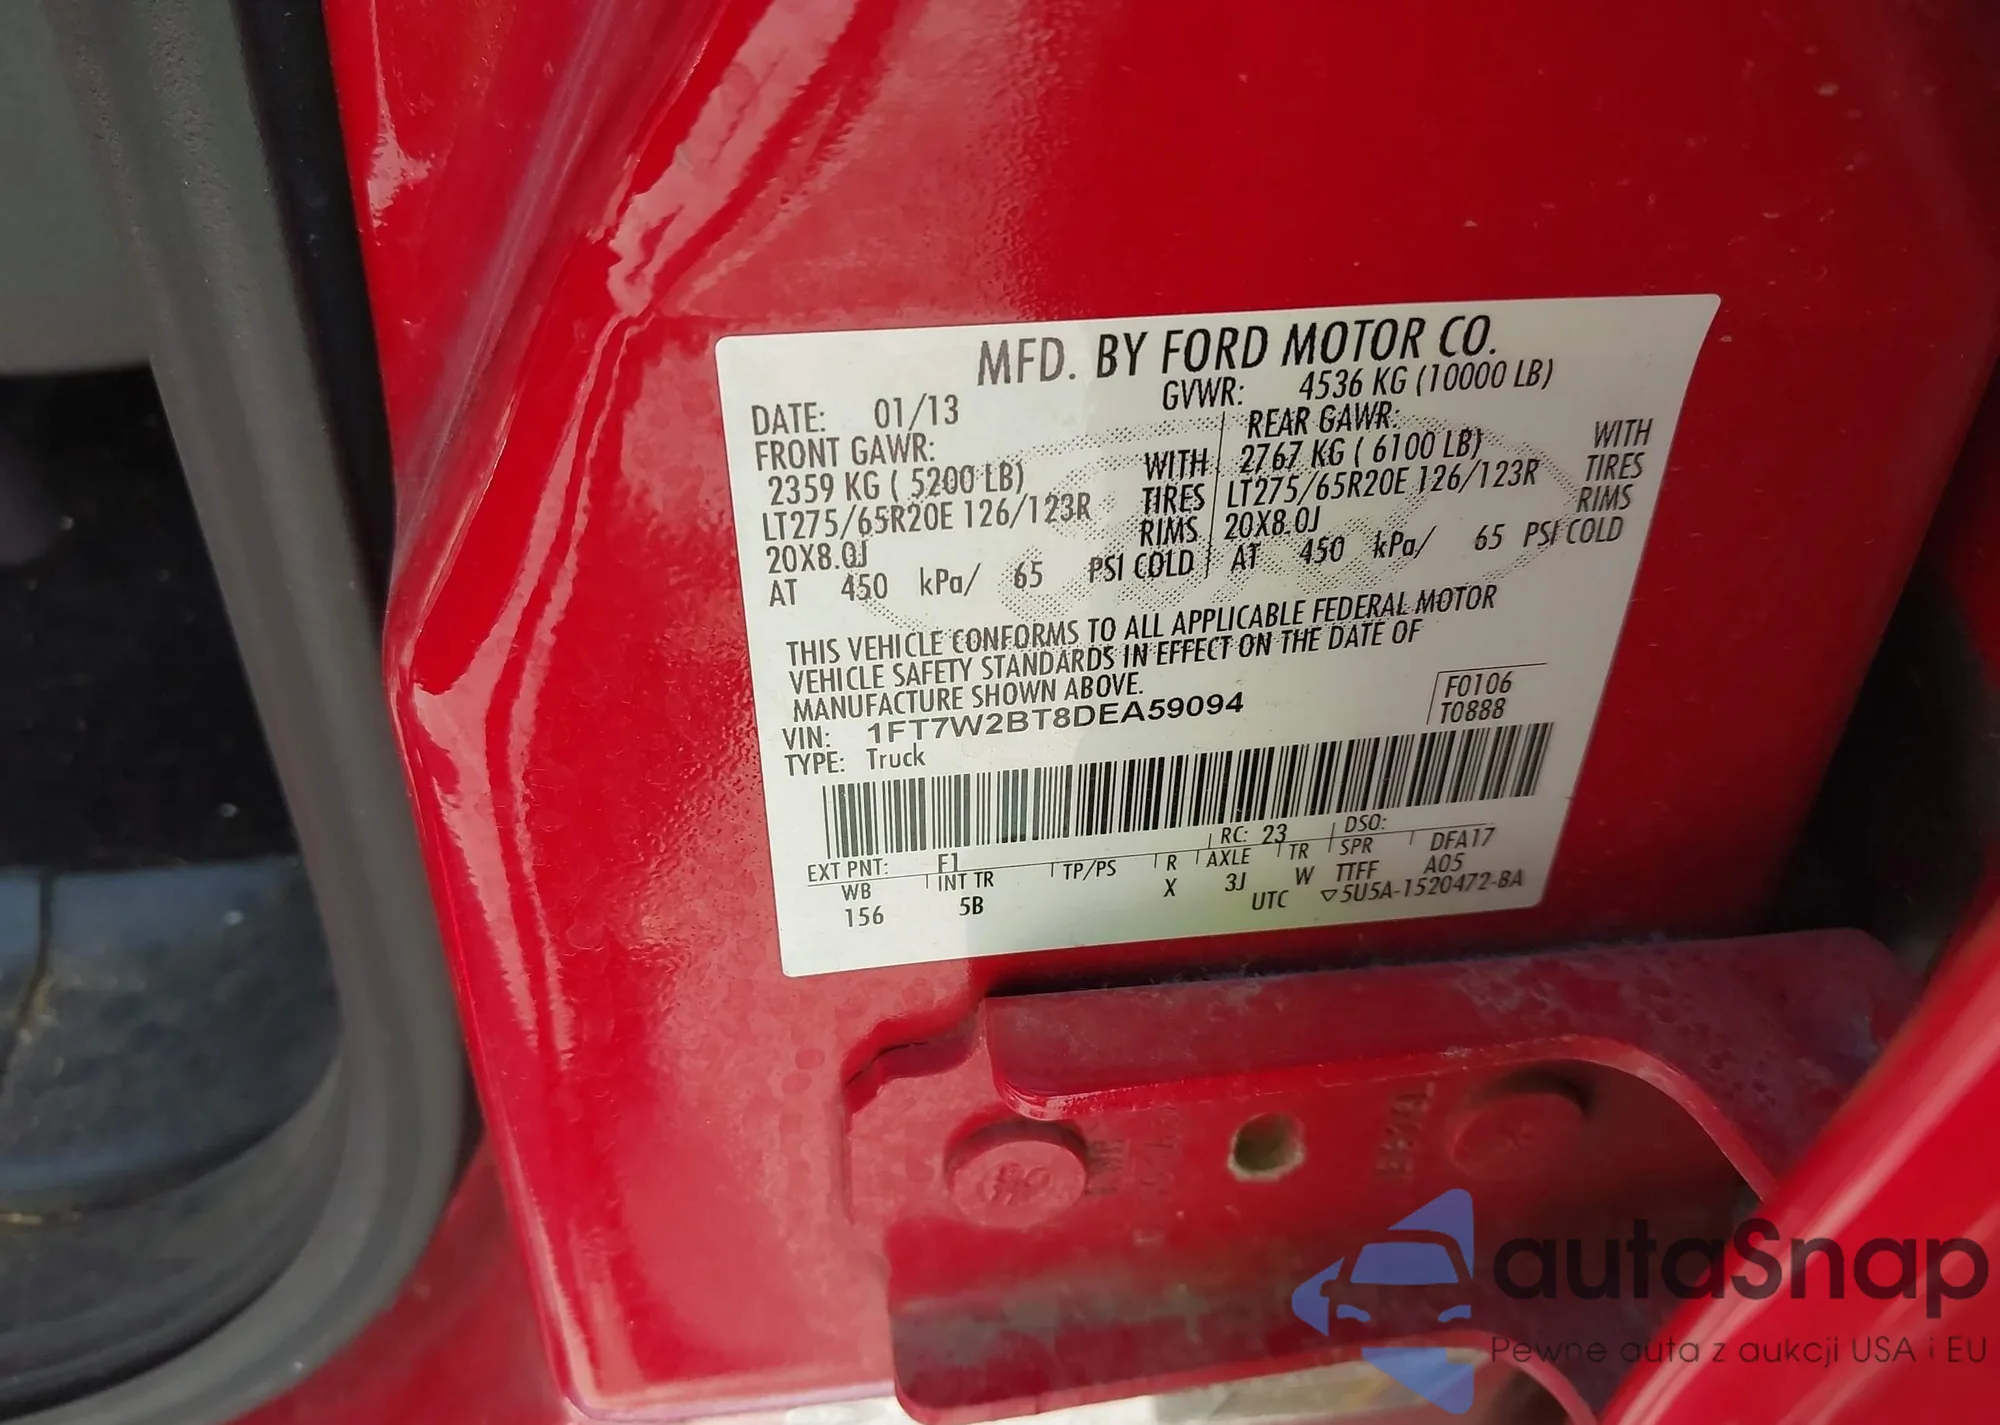 MFD. BY FORD MOTOR CO.
DATE: 01/13 GVWR: 4536 KG (10000 LB)
FRONT GAWR: REAR GAWR:
2359 KG ( 5200 LB) WITH 2767 KG ( 6100 LB) WITH
LT275/65R20E 126/123R TIRES LT275/65R20E 126/123R TIRES
20X8.0J RIMS 20X8.0J RIMS
AT 450 kPa/ 65 PSI COLD AT 450 kPa/ 65 PSI COLD
THIS VEHICLE CONFORMS TO ALL APPLICABLE FEDERAL MOTOR
VEHICLE SAFETY STANDARDS IN EFFECT ON THE DATE OF
MANUFACTURE SHOWN ABOVE.
VIN: 1FT7W2BT8DEA59094 F0106
TYPE: Truck T0888
EXT PNT: F1 RC: 23 DSO:
WB INT TR TP/PS R AXLE TR SPR DFA17
156 5B X 3J W TTFF A05
UTC ▽5U5A-1520472-BA
autaSnap
Pewne auta z aukcji USA i EU